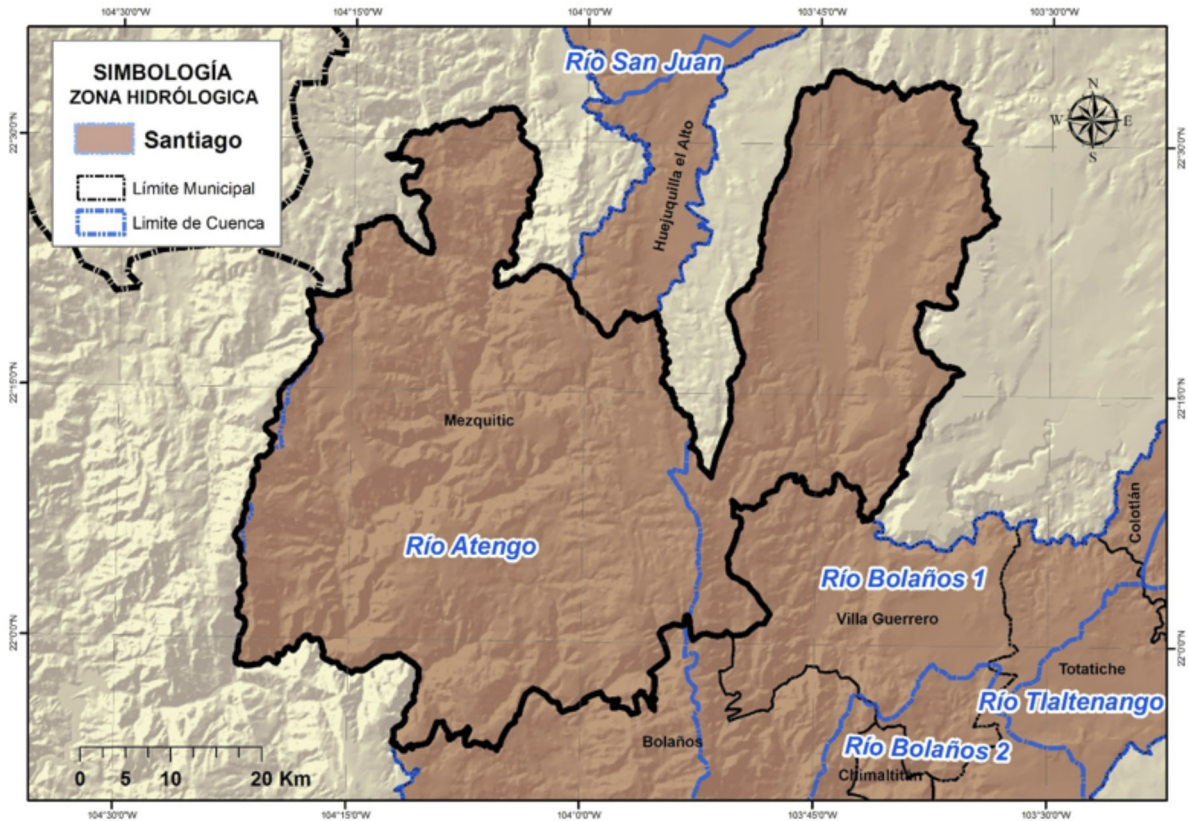 104°30'0"W 104°15'0"W 104°0'0"W 103°45'0"W 103°30'0"W
SIMBOLOGÍA
ZONA HIDRÓLOGICA
Santiago
Límite Municipal
Limite de Cuenca
Río San Juan
Huejuquilla el Alto
N
W E
S
22°30'0"N
22°30'0"N
22°15'0"N
22°15'0"N
Mezquitic
Colotlán
Río Atengo
Río Bolaños 1
Villa Guerrero
22°0'0"N
22°0'0"N
Totatiche
Río Tlaltenango
Bolaños
Río Bolaños 2
Chimaltitán
0 5 10 20 Km
104°30'0"W 104°15'0"W 104°0'0"W 103°45'0"W 103°30'0"W